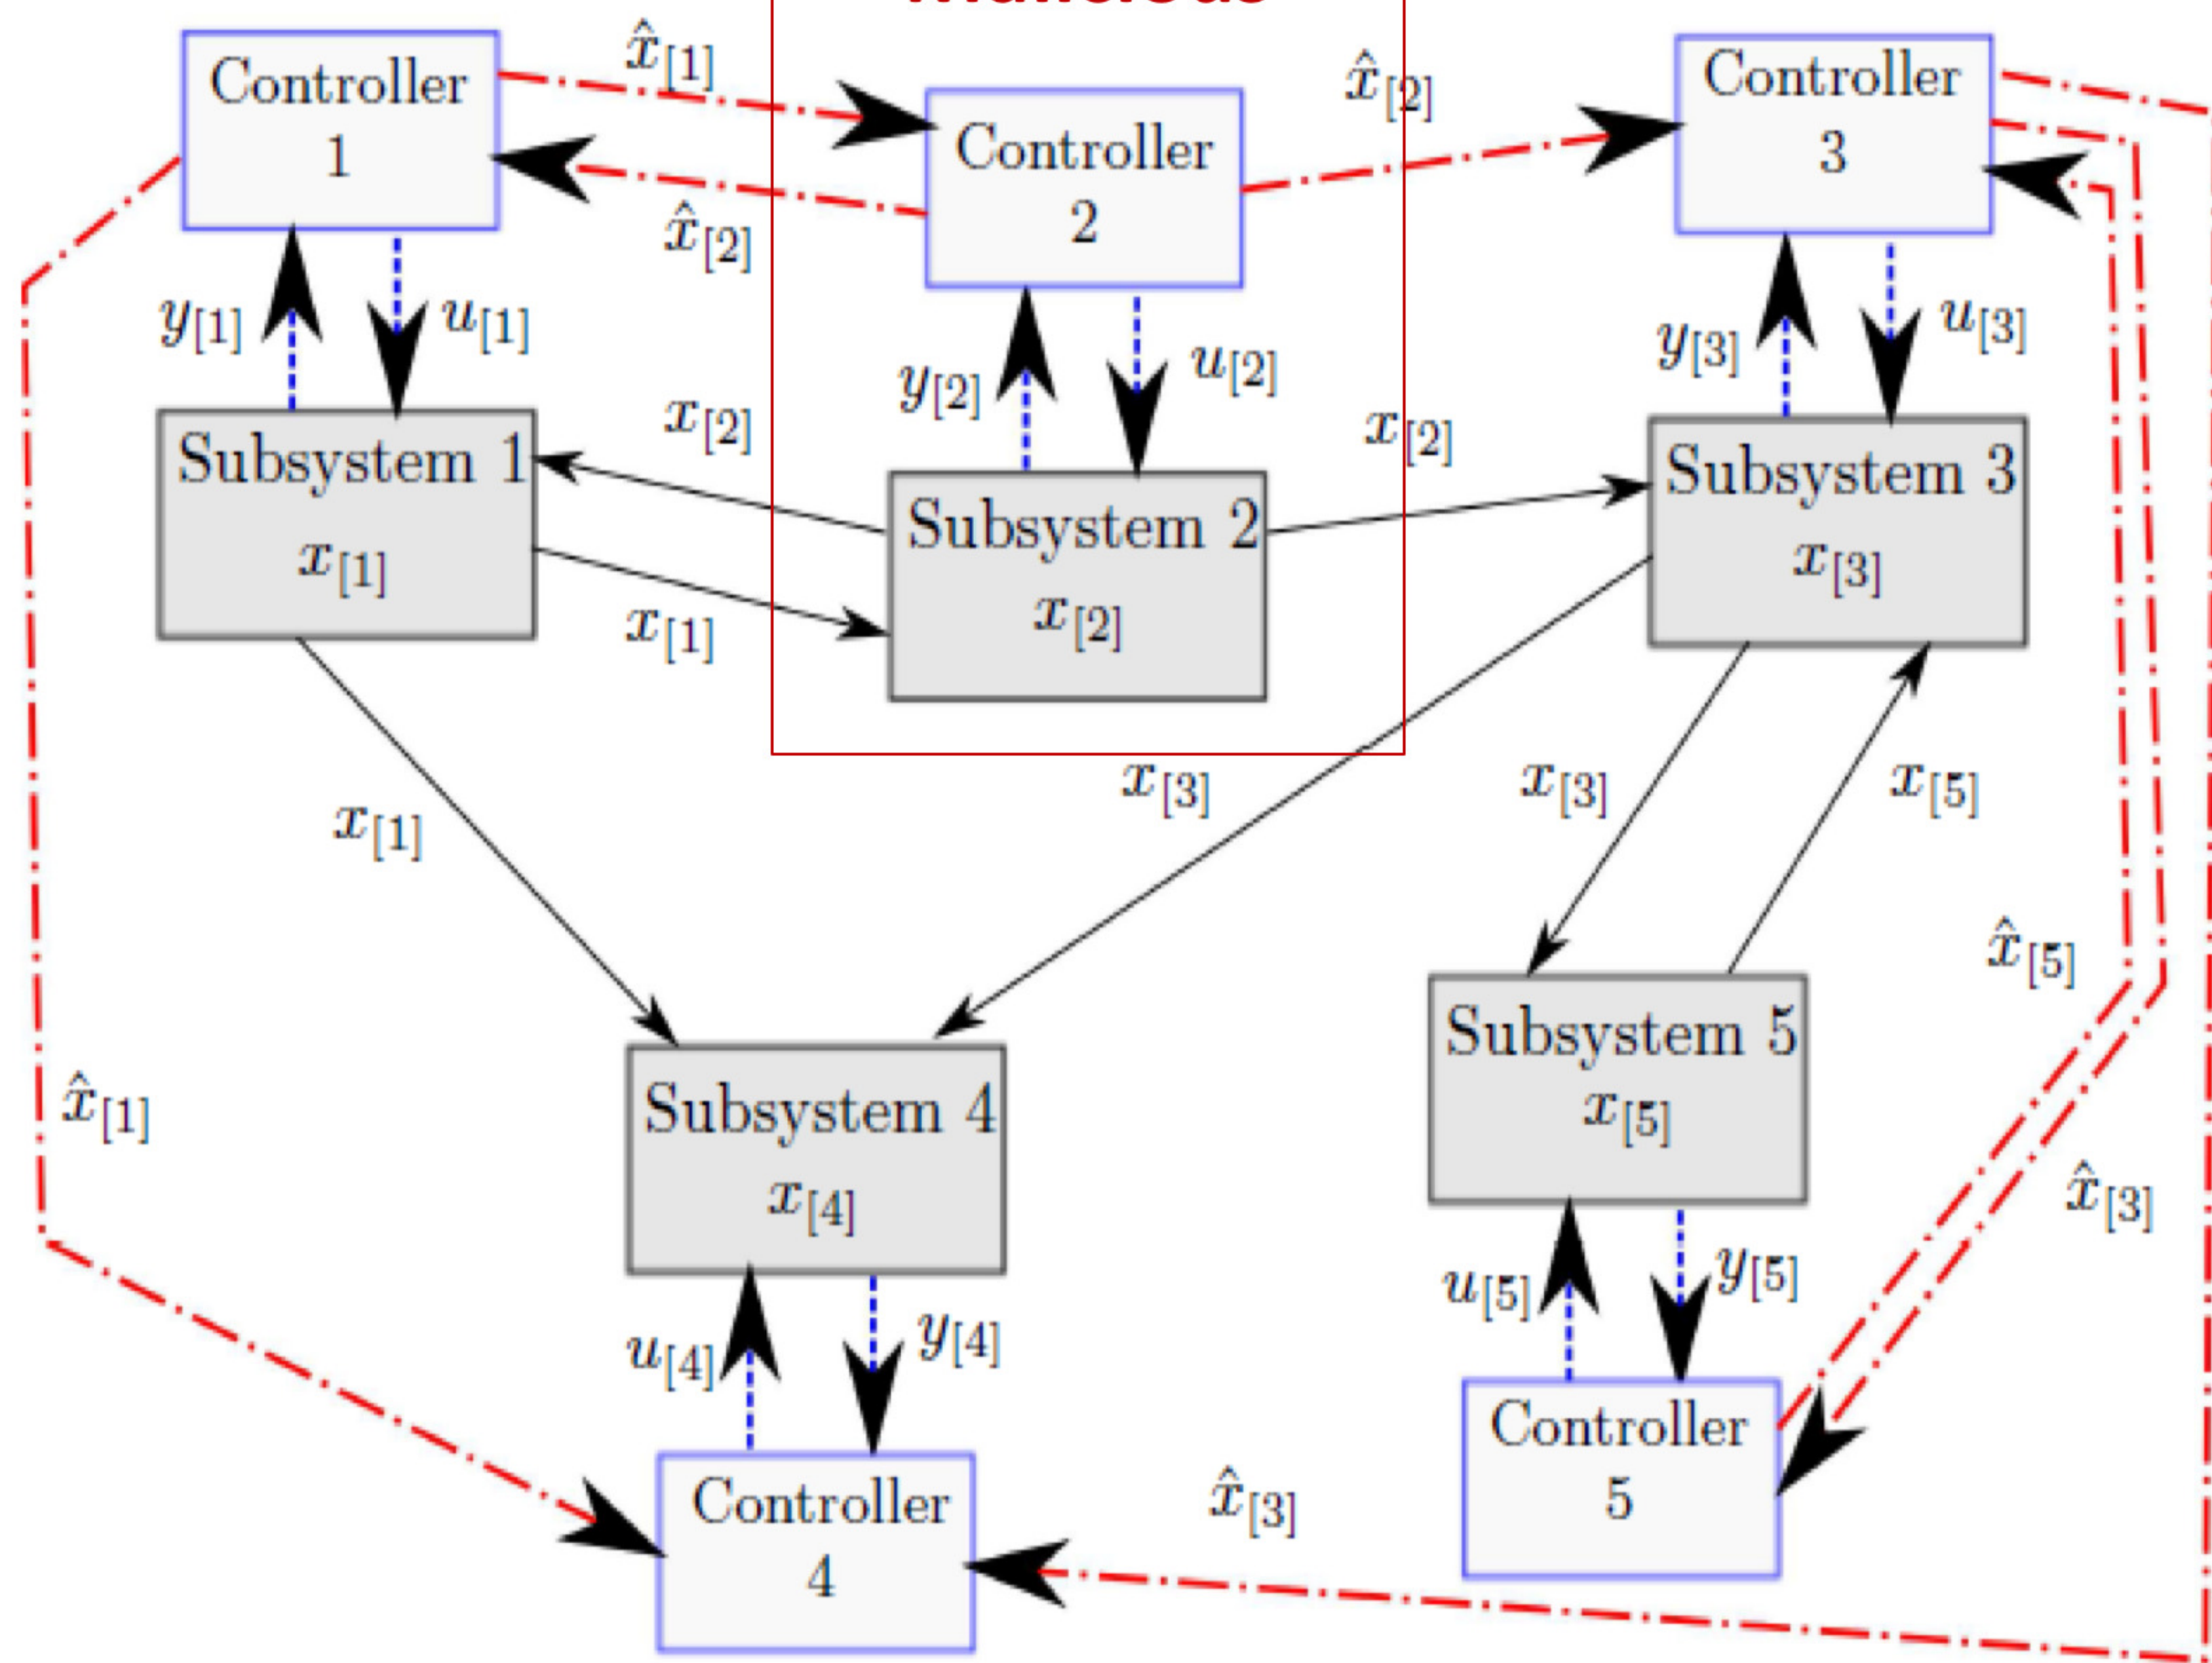 x̂[1]
Controller
1
Controller
2
x̂[2]
Controller
3
x̂[2]
y[1]
u[1]
y[2]
u[2]
y[3]
u[3]
x[2]
x[2]
Subsystem 1
x[1]
Subsystem 2
x[2]
Subsystem 3
x[3]
x[1]
x[1]
x[3]
x[3]
x[5]
x̂[5]
x̂[1]
Subsystem 4
x[4]
Subsystem 5
x[5]
x̂[3]
u[4]
y[4]
u[5]
y[5]
Controller
4
x̂[3]
Controller
5